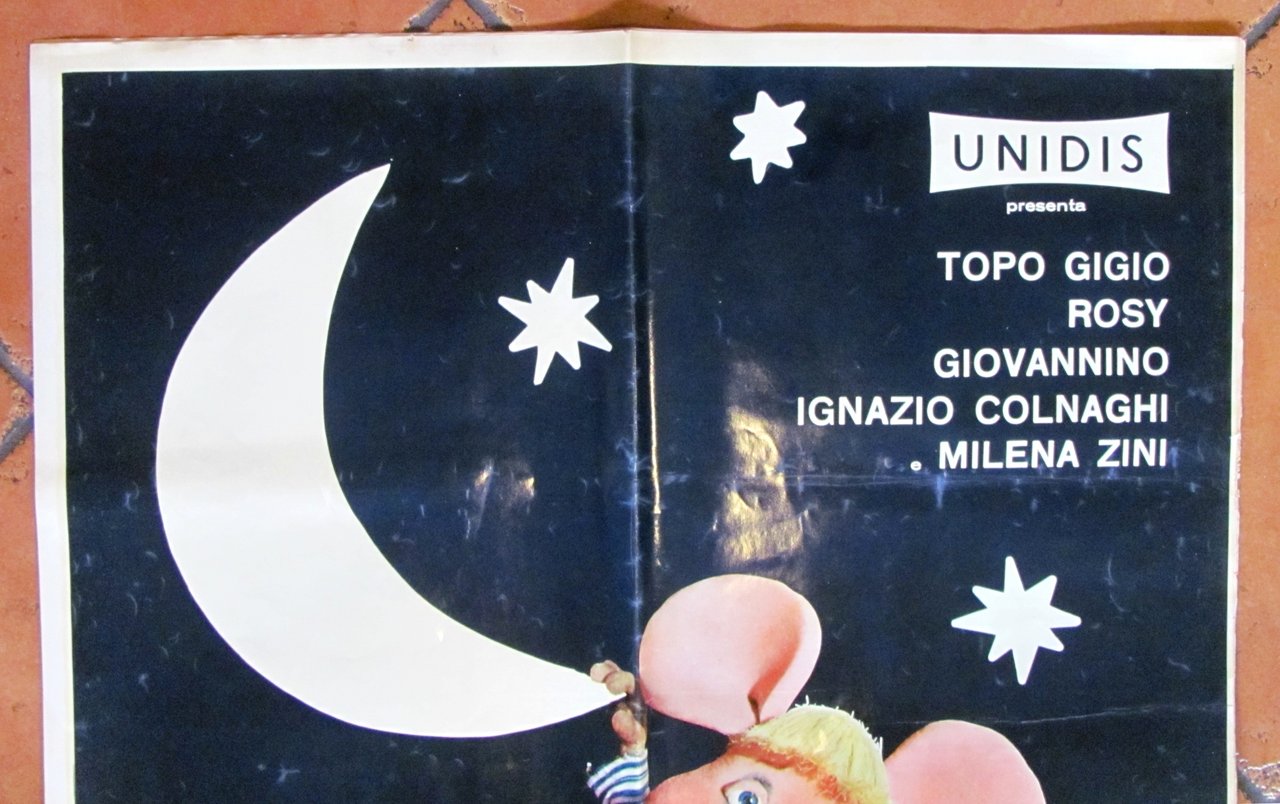 UNIDIS
presenta
TOPO GIGIO
ROSY
GIOVANNINO
IGNAZIO COLNAGHI
e MILENA ZINI